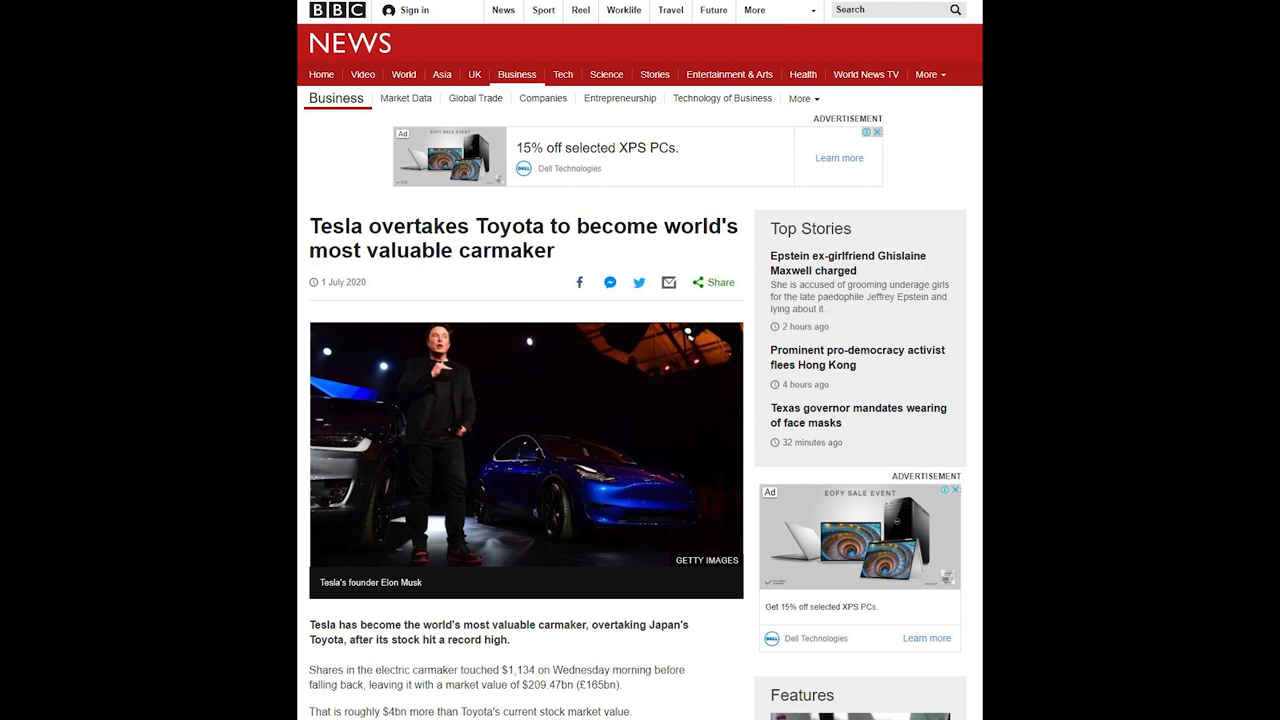 BBC Sign in News Sport Reel Worklife Travel Future More Search
NEWS
Home Video World Asia UK Business Tech Science Stories Entertainment & Arts Health World News TV More
Business Market Data Global Trade Companies Entrepreneurship Technology of Business More
ADVERTISEMENT
Ad
EOFY SALE EVENT
15% off selected XPS PCs.
DELL Dell Technologies
Learn more
Tesla overtakes Toyota to become world's
most valuable carmaker
1 July 2020
Share
GETTY IMAGES
Tesla's founder Elon Musk
Tesla has become the world's most valuable carmaker, overtaking Japan's
Toyota, after its stock hit a record high.
Shares in the electric carmaker touched $1,134 on Wednesday morning before
falling back, leaving it with a market value of $209.47bn (£165bn).
That is roughly $4bn more than Toyota's current stock market value.
Top Stories
Epstein ex-girlfriend Ghislaine
Maxwell charged
She is accused of grooming underage girls
for the late paedophile Jeffrey Epstein and
lying about it.
2 hours ago
Prominent pro-democracy activist
flees Hong Kong
4 hours ago
Texas governor mandates wearing
of face masks
32 minutes ago
ADVERTISEMENT
Ad
EOFY SALE EVENT
Get 15% off selected XPS PCs.
DELL Dell Technologies
Learn more
Features